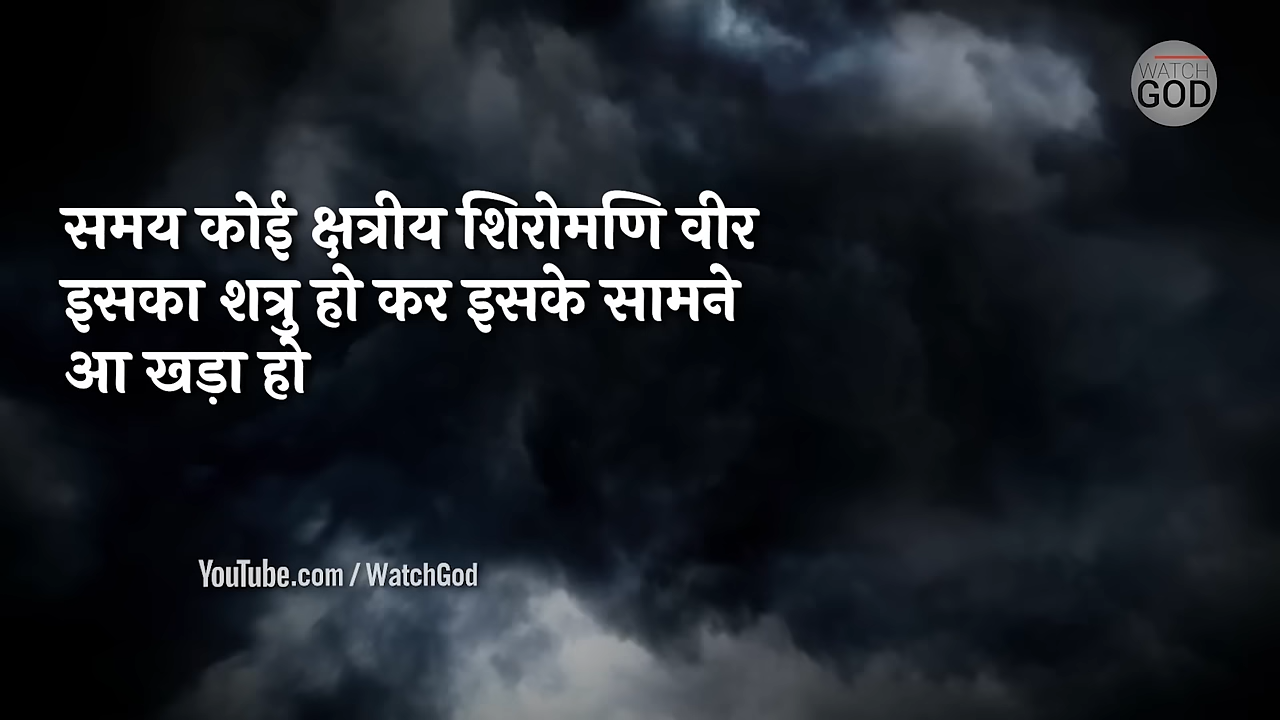 WATCH
GOD
समय कोई क्षत्रीय शिरोमणि वीर
इसका शत्रु हो कर इसके सामने
आ खड़ा हो
YouTube.com / WatchGod